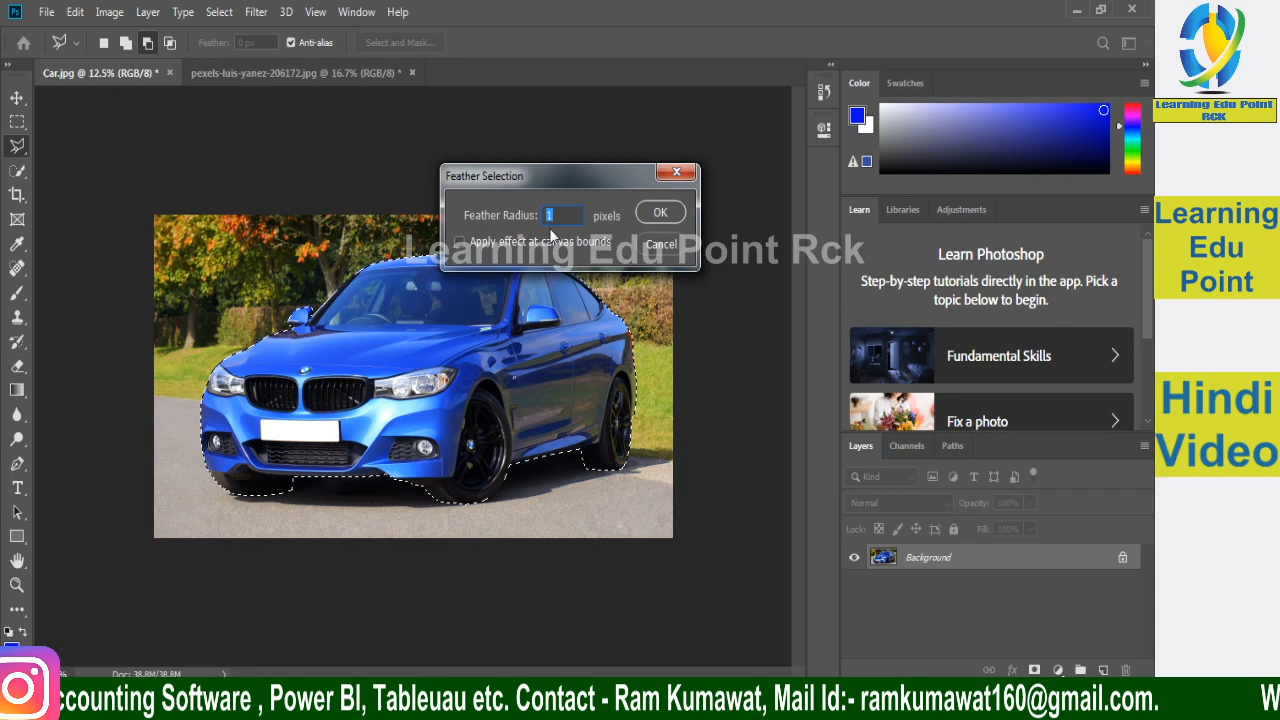 Ps File Edit Image Layer Type Select Filter 3D View Window Help
Feather: 0 px Anti-alias Select and Mask...
Car.jpg @ 12.5% (RGB/8) * × pexels-luis-yanez-206172.jpg @ 16.7% (RGB/8) * ×
Color Swatches
Feather Selection
Feather Radius: 1 pixels OK
Apply effect at canvas bounds Cancel
Learning Edu Point Rck
Learn Libraries Adjustments
Learn Photoshop
Step-by-step tutorials directly in the app. Pick a
topic below to begin.
Fundamental Skills
Fix a photo
Layers Channels Paths
Kind
Normal Opacity: 100%
Lock: Fill: 100%
Background
Doc: 38.8M/38.8M
Learning Edu Point
RCK
Learning
Edu
Point
Hindi
Video
ccounting Software , Power BI, Tableuau etc. Contact - Ram Kumawat, Mail Id:- ramkumawat160@gmail.com. W